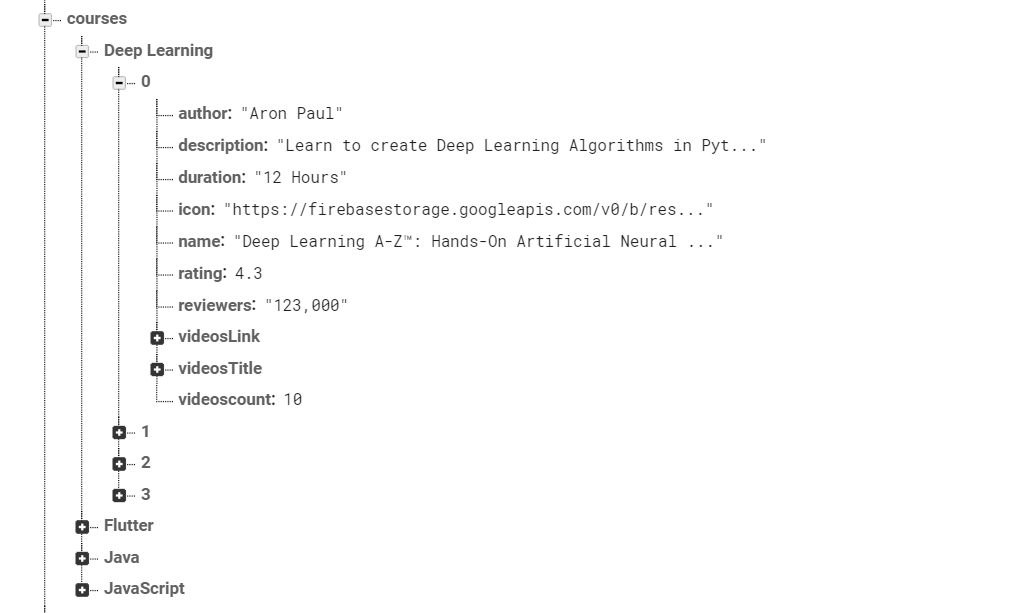 courses
Deep Learning
0
author: "Aron Paul"
description: "Learn to create Deep Learning Algorithms in Pyt..."
duration: "12 Hours"
icon: "https://firebasestorage.googleapis.com/v0/b/res..."
name: "Deep Learning A-Z™: Hands-On Artificial Neural ..."
rating: 4.3
reviewers: "123,000"
videosLink
videosTitle
videoscount: 10
1
2
3
Flutter
Java
JavaScript